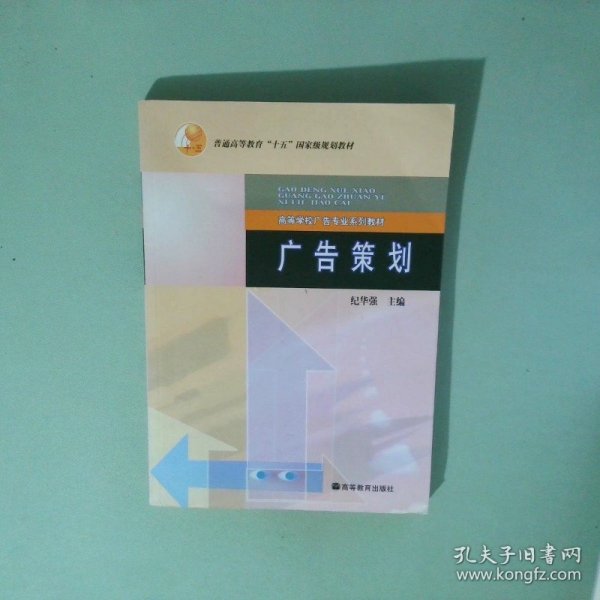 普通高等教育“十五”国家级规划教材
GAO DENG XUE XIAO
GUANG GAO ZHUAN YE
XI LIE JIAO CAI
高等学校广告专业系列教材
广告策划
纪华强 主编
高等教育出版社
孔夫子旧书网
www.kongfz.com